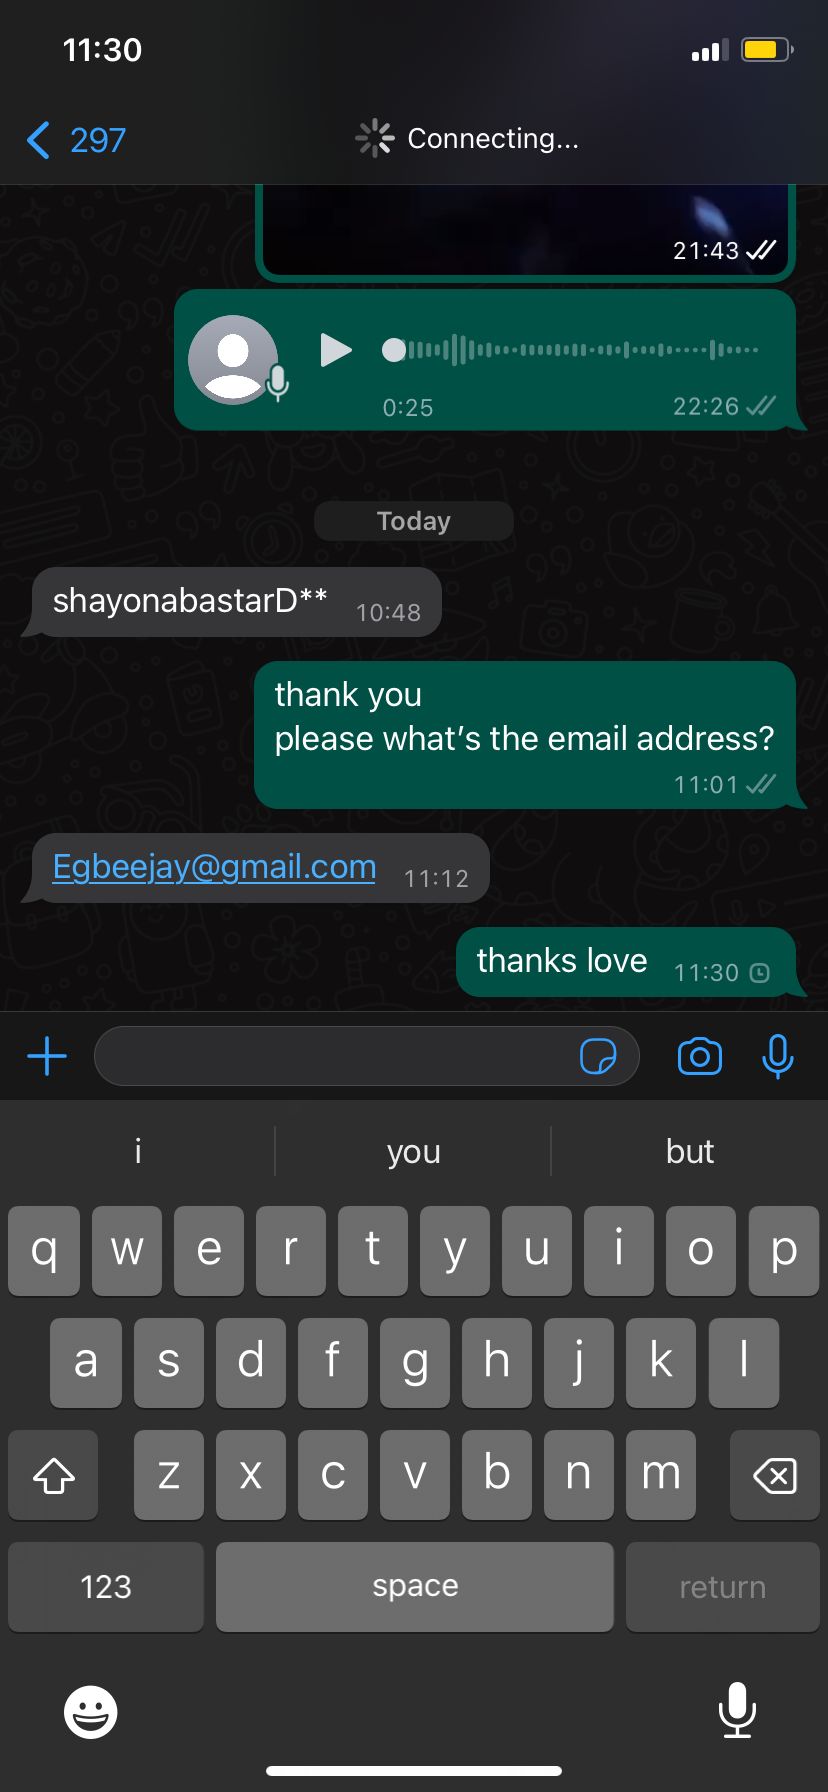 11:30
297
Connecting...
21:43
0:25
22:26
Today
shayonabastarD**
10:48
thank you
please what's the email address?
11:01
Egbeejay@gmail.com
11:12
thanks love
11:30
i you but
q w e r t y u i o p
a s d f g h j k l
z x c v b n m
123 space return